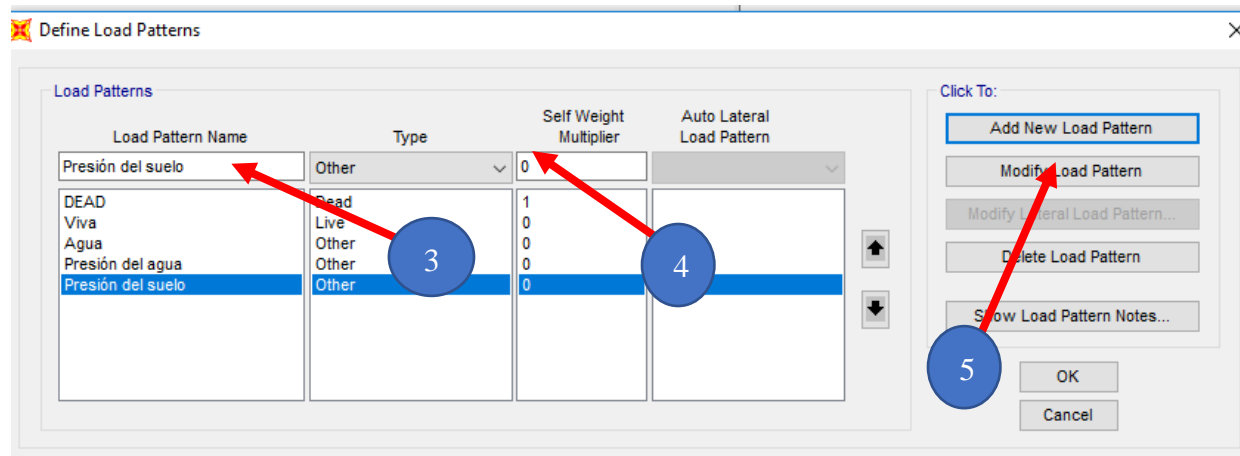 Define Load Patterns
Load Patterns
Click To:
Load Pattern Name
Type
Self Weight
Multiplier
Auto Lateral
Load Pattern
Presión del suelo Other 0
DEAD Dead 1
Viva Live 0
Agua Other 0
Presión del agua Other 0
Presión del suelo Other 0
3
4
Add New Load Pattern
Modify Load Pattern
Modify Lateral Load Pattern...
Delete Load Pattern
Show Load Pattern Notes...
5
OK
Cancel